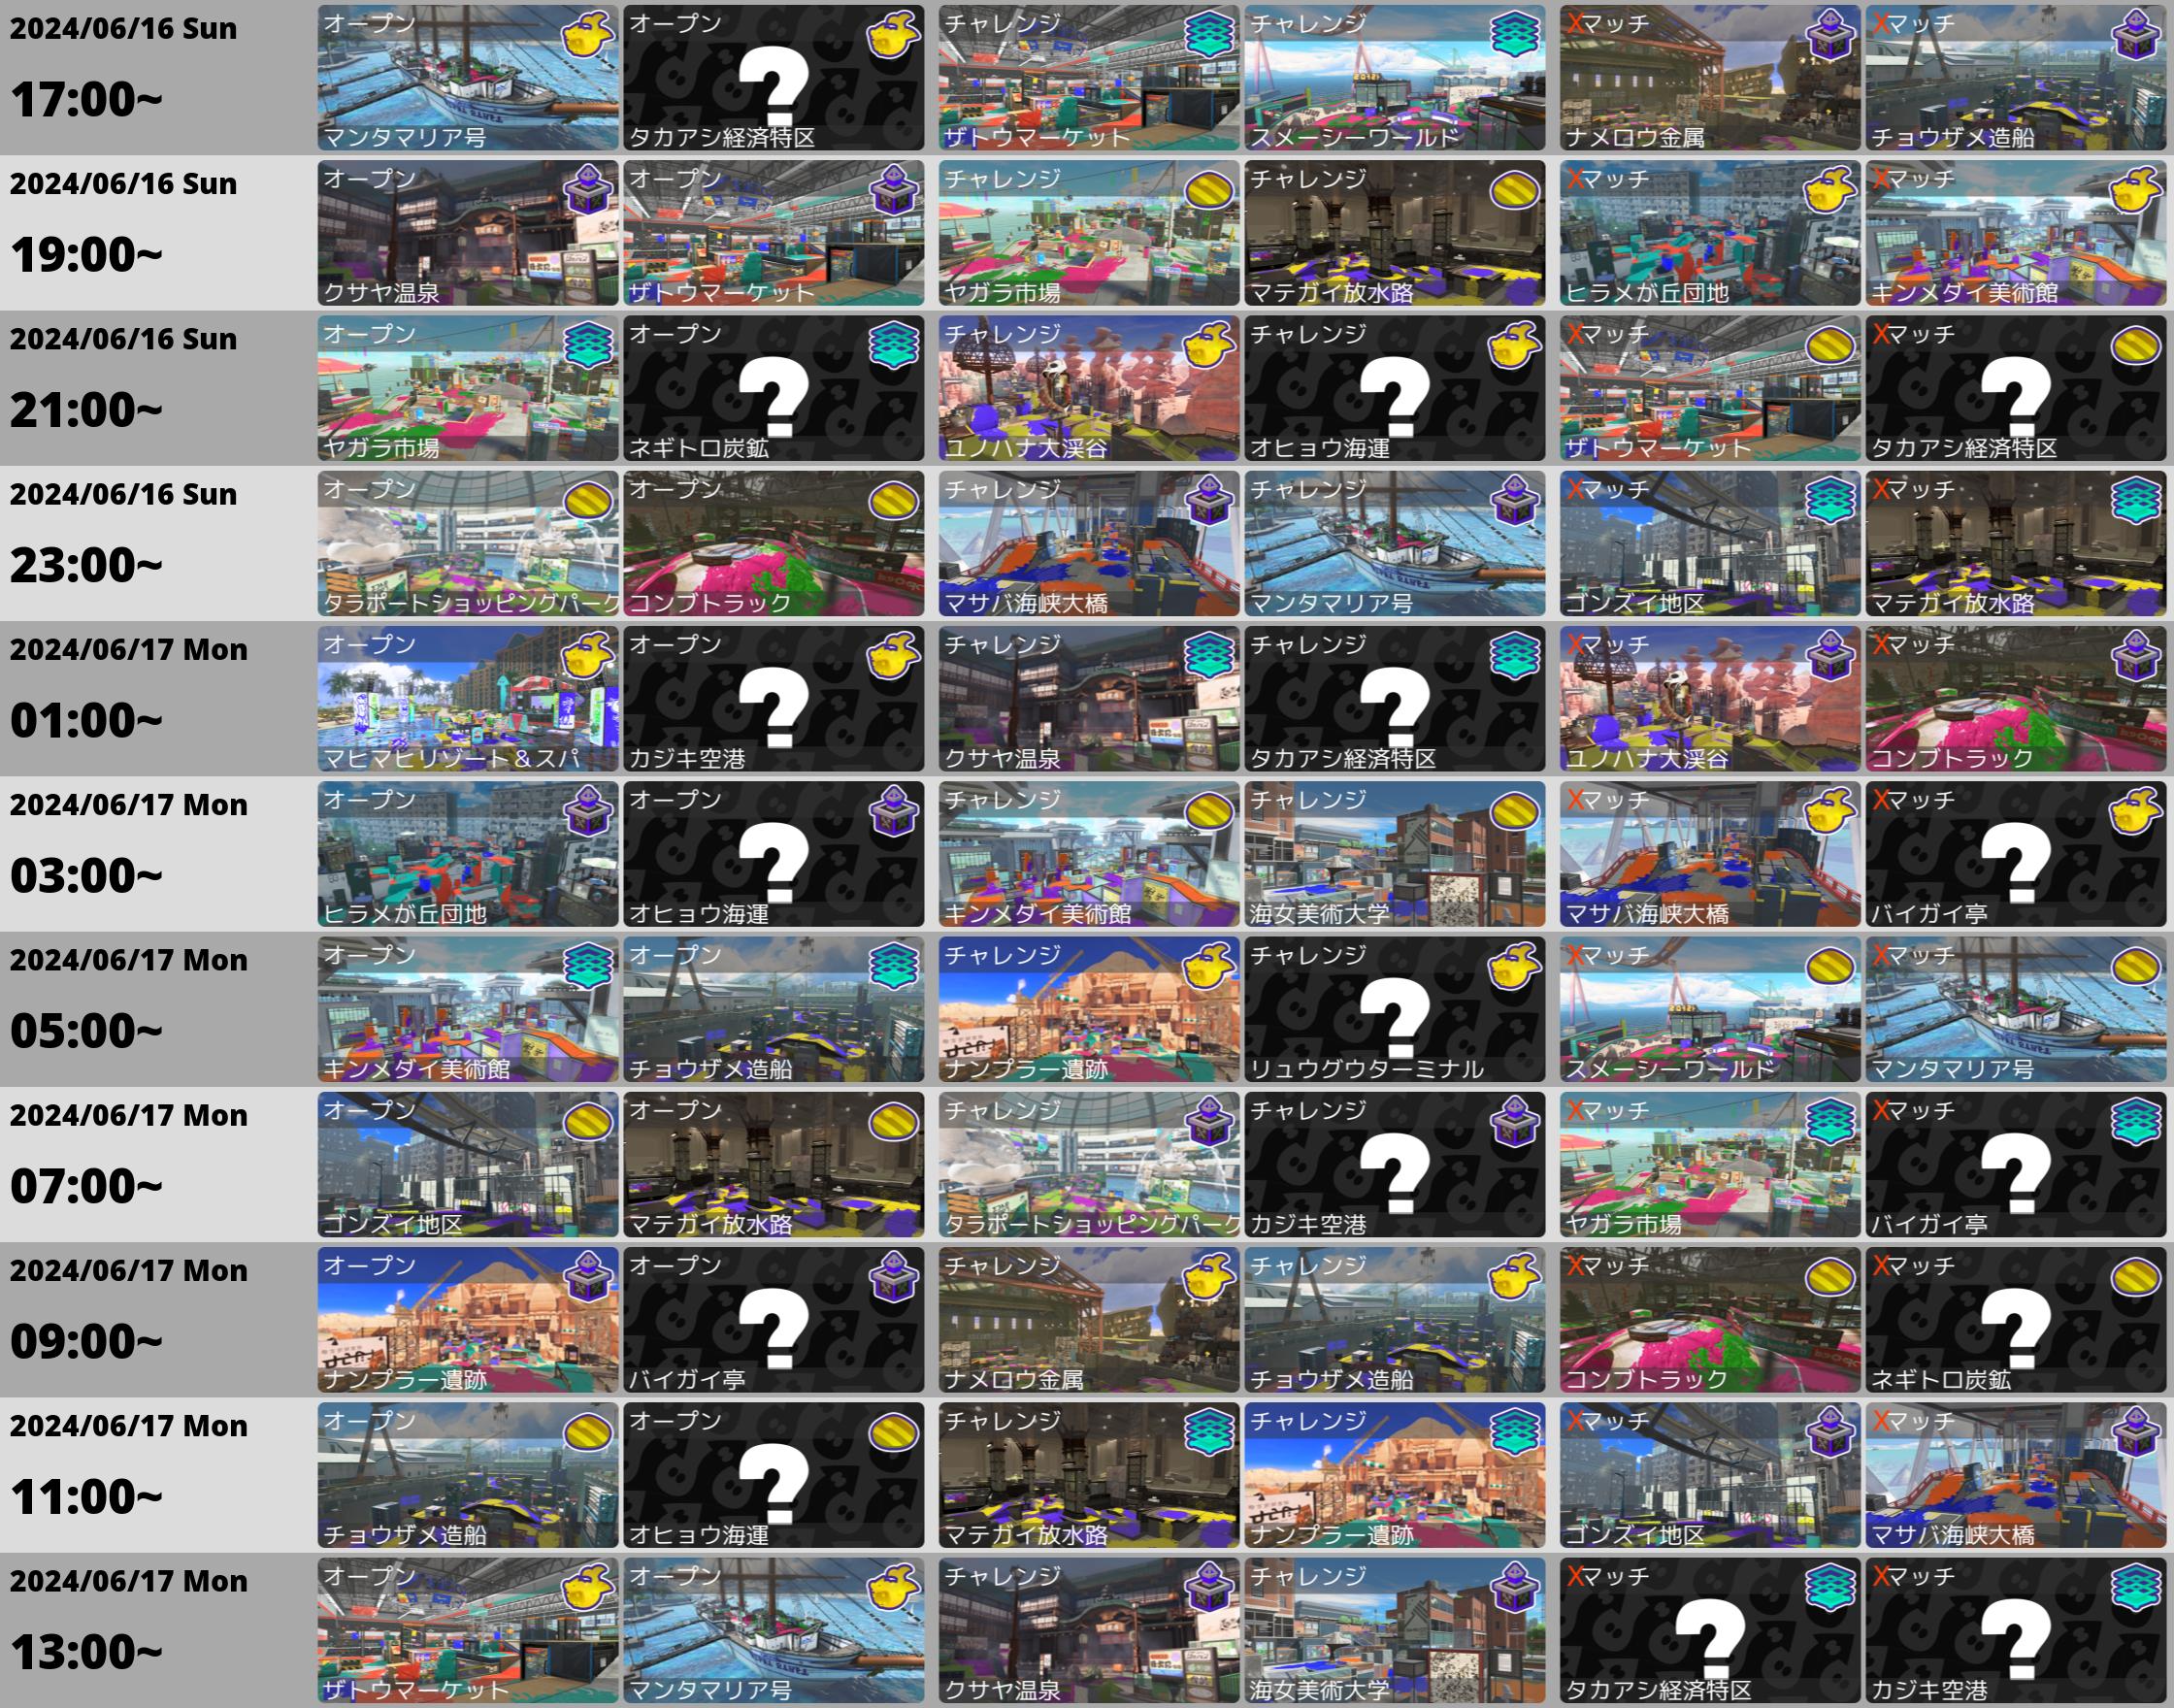 2024/06/16 Sun
17:00~
オープン
マンタマリア号
オープン
タカアシ経済特区
チャレンジ
ザトウマーケット
チャレンジ
スメーシーワールド
Xマッチ
ナメロウ金属
Xマッチ
チョウザメ造船
2024/06/16 Sun
19:00~
オープン
クサヤ温泉
オープン
ザトウマーケット
チャレンジ
ヤガラ市場
チャレンジ
マテガイ放水路
Xマッチ
ヒラメが丘団地
Xマッチ
キンメダイ美術館
2024/06/16 Sun
21:00~
オープン
ヤガラ市場
オープン
ネギトロ炭鉱
チャレンジ
ユノハナ大渓谷
チャレンジ
オヒョウ海運
Xマッチ
ザトウマーケット
Xマッチ
タカアシ経済特区
2024/06/16 Sun
23:00~
オープン
タラポートショッピングパーク
オープン
コンブトラック
チャレンジ
マサバ海峡大橋
チャレンジ
マンタマリア号
Xマッチ
ゴンズイ地区
Xマッチ
マテガイ放水路
2024/06/17 Mon
01:00~
オープン
マヒマヒリゾート＆スパ
オープン
カジキ空港
チャレンジ
クサヤ温泉
チャレンジ
タカアシ経済特区
Xマッチ
ユノハナ大渓谷
Xマッチ
コンブトラック
2024/06/17 Mon
03:00~
オープン
ヒラメが丘団地
オープン
オヒョウ海運
チャレンジ
キンメダイ美術館
チャレンジ
海女美術大学
Xマッチ
マサバ海峡大橋
Xマッチ
バイガイ亭
2024/06/17 Mon
05:00~
オープン
キンメダイ美術館
オープン
チョウザメ造船
チャレンジ
ナンプラー遺跡
チャレンジ
リュウグウターミナル
Xマッチ
スメーシーワールド
Xマッチ
マンタマリア号
2024/06/17 Mon
07:00~
オープン
ゴンズイ地区
オープン
マテガイ放水路
チャレンジ
タラポートショッピングパーク
チャレンジ
カジキ空港
Xマッチ
ヤガラ市場
Xマッチ
バイガイ亭
2024/06/17 Mon
09:00~
オープン
ナンプラー遺跡
オープン
バイガイ亭
チャレンジ
ナメロウ金属
チャレンジ
チョウザメ造船
Xマッチ
コンブトラック
Xマッチ
ネギトロ炭鉱
2024/06/17 Mon
11:00~
オープン
チョウザメ造船
オープン
オヒョウ海運
チャレンジ
マテガイ放水路
チャレンジ
ナンプラー遺跡
Xマッチ
ゴンズイ地区
Xマッチ
マサバ海峡大橋
2024/06/17 Mon
13:00~
オープン
ザトウマーケット
オープン
マンタマリア号
チャレンジ
クサヤ温泉
チャレンジ
海女美術大学
Xマッチ
タカアシ経済特区
Xマッチ
カジキ空港